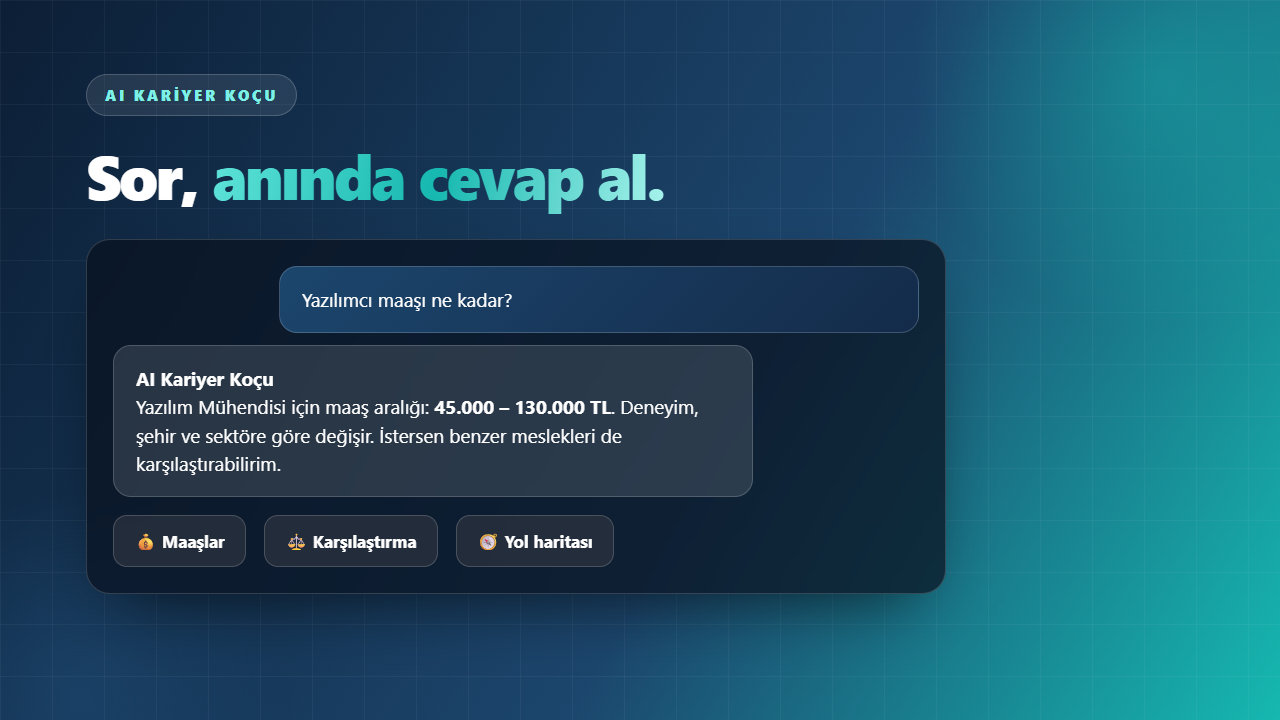 AI KARİYER KOÇU
Sor, anında cevap al.
Yazılımcı maaşı ne kadar?
AI Kariyer Koçu
Yazılım Mühendisi için maaş aralığı: 45.000 – 130.000 TL. Deneyim,
şehir ve sektöre göre değişir. İstersen benzer meslekleri de
karşılaştırabilirim.
Maaşlar
Karşılaştırma
Yol haritası